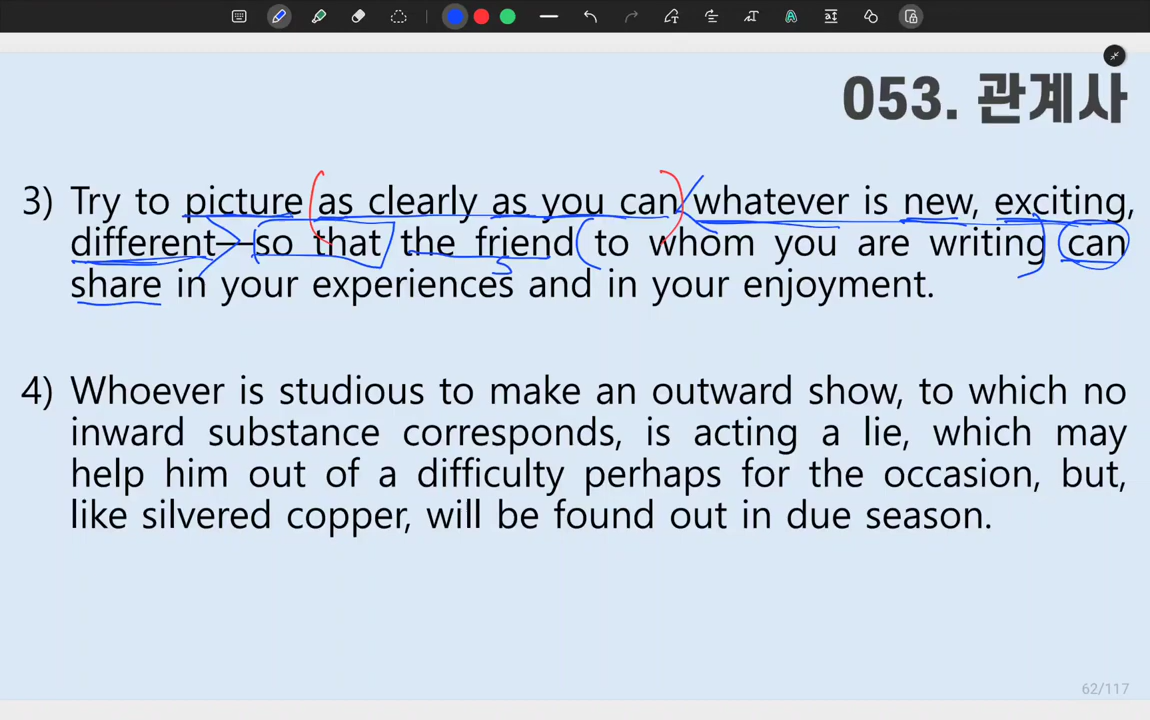 053. 관계사
3) Try to picture as clearly as you can whatever is new, exciting,
different—so that the friend to whom you are writing can
S
share in your experiences and in your enjoyment.
4) Whoever is studious to make an outward show, to which no
inward substance corresponds, is acting a lie, which may
help him out of a difficulty perhaps for the occasion, but,
like silvered copper, will be found out in due season.
62/117